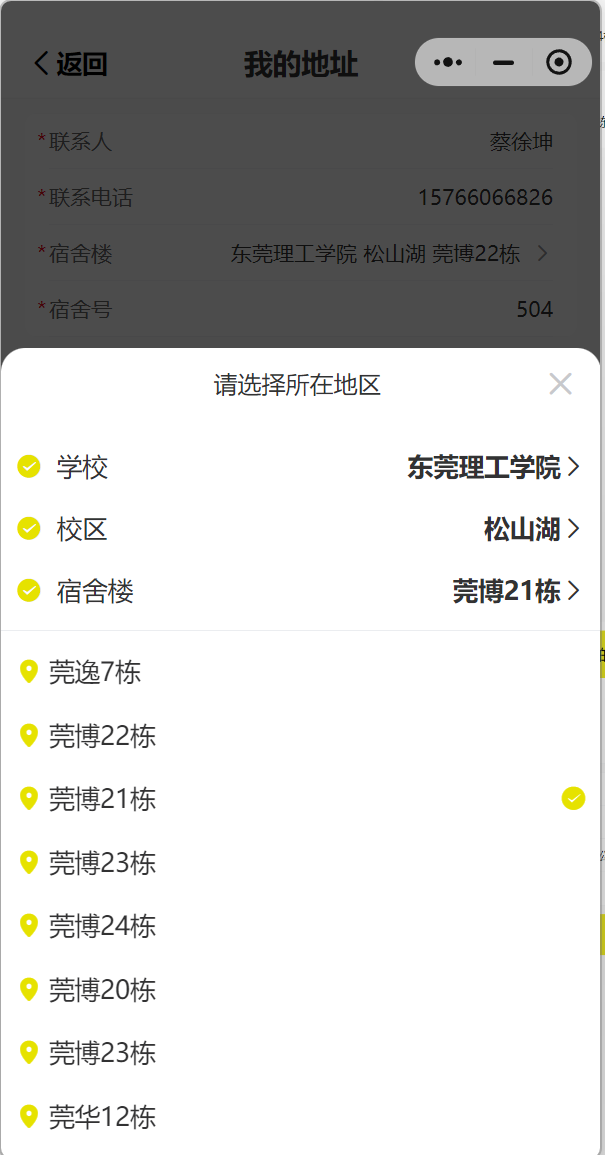 返回 我的地址
*联系人 蔡徐坤
*联系电话 15766066826
*宿舍楼 东莞理工学院 松山湖 莞博22栋
*宿舍号 504
请选择所在地区
学校 东莞理工学院
校区 松山湖
宿舍楼 莞博21栋
莞逸7栋
莞博22栋
莞博21栋
莞博23栋
莞博24栋
莞博20栋
莞博23栋
莞华12栋